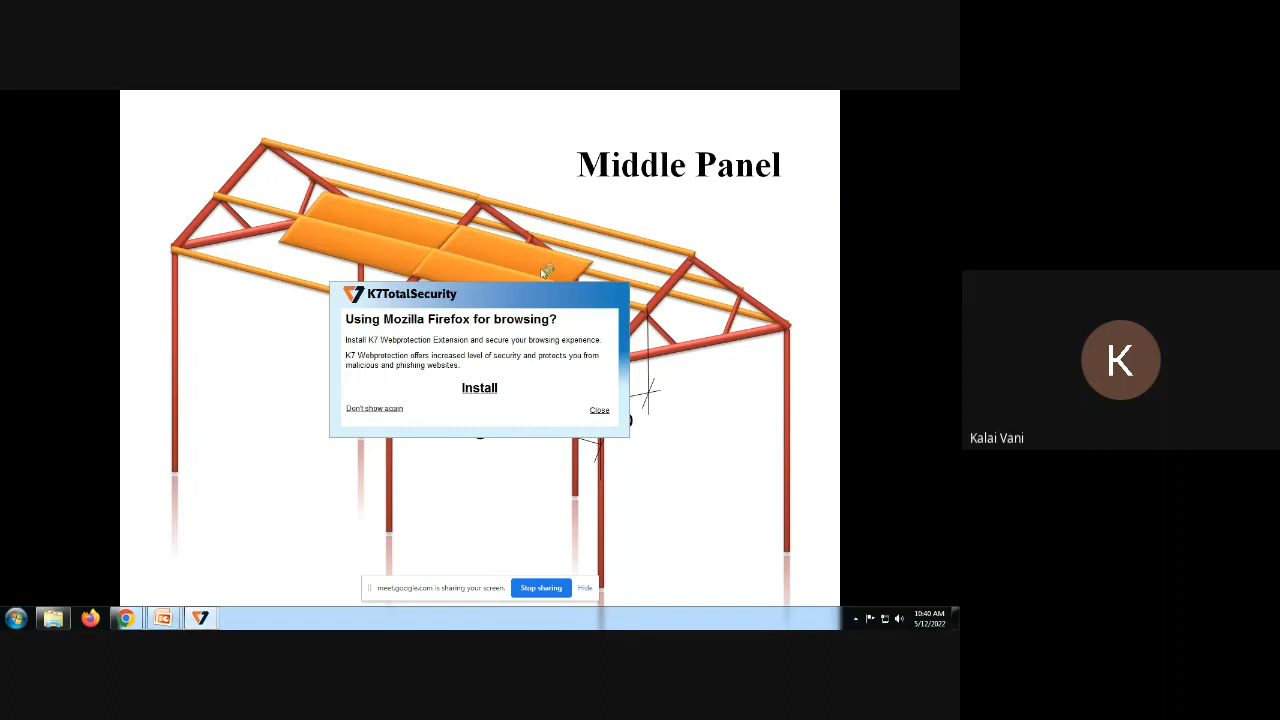 Middle Panel
K7TotalSecurity
Using Mozilla Firefox for browsing?
Install K7 Webprotection Extension and secure your browsing experience.
K7 Webprotection offers increased level of security and protects you from
malicious and phishing websites.
Install
Don't show again
Close
K
Kalai Vani
meet.google.com is sharing your screen.
Stop sharing
Hide
10:40 AM
5/12/2022